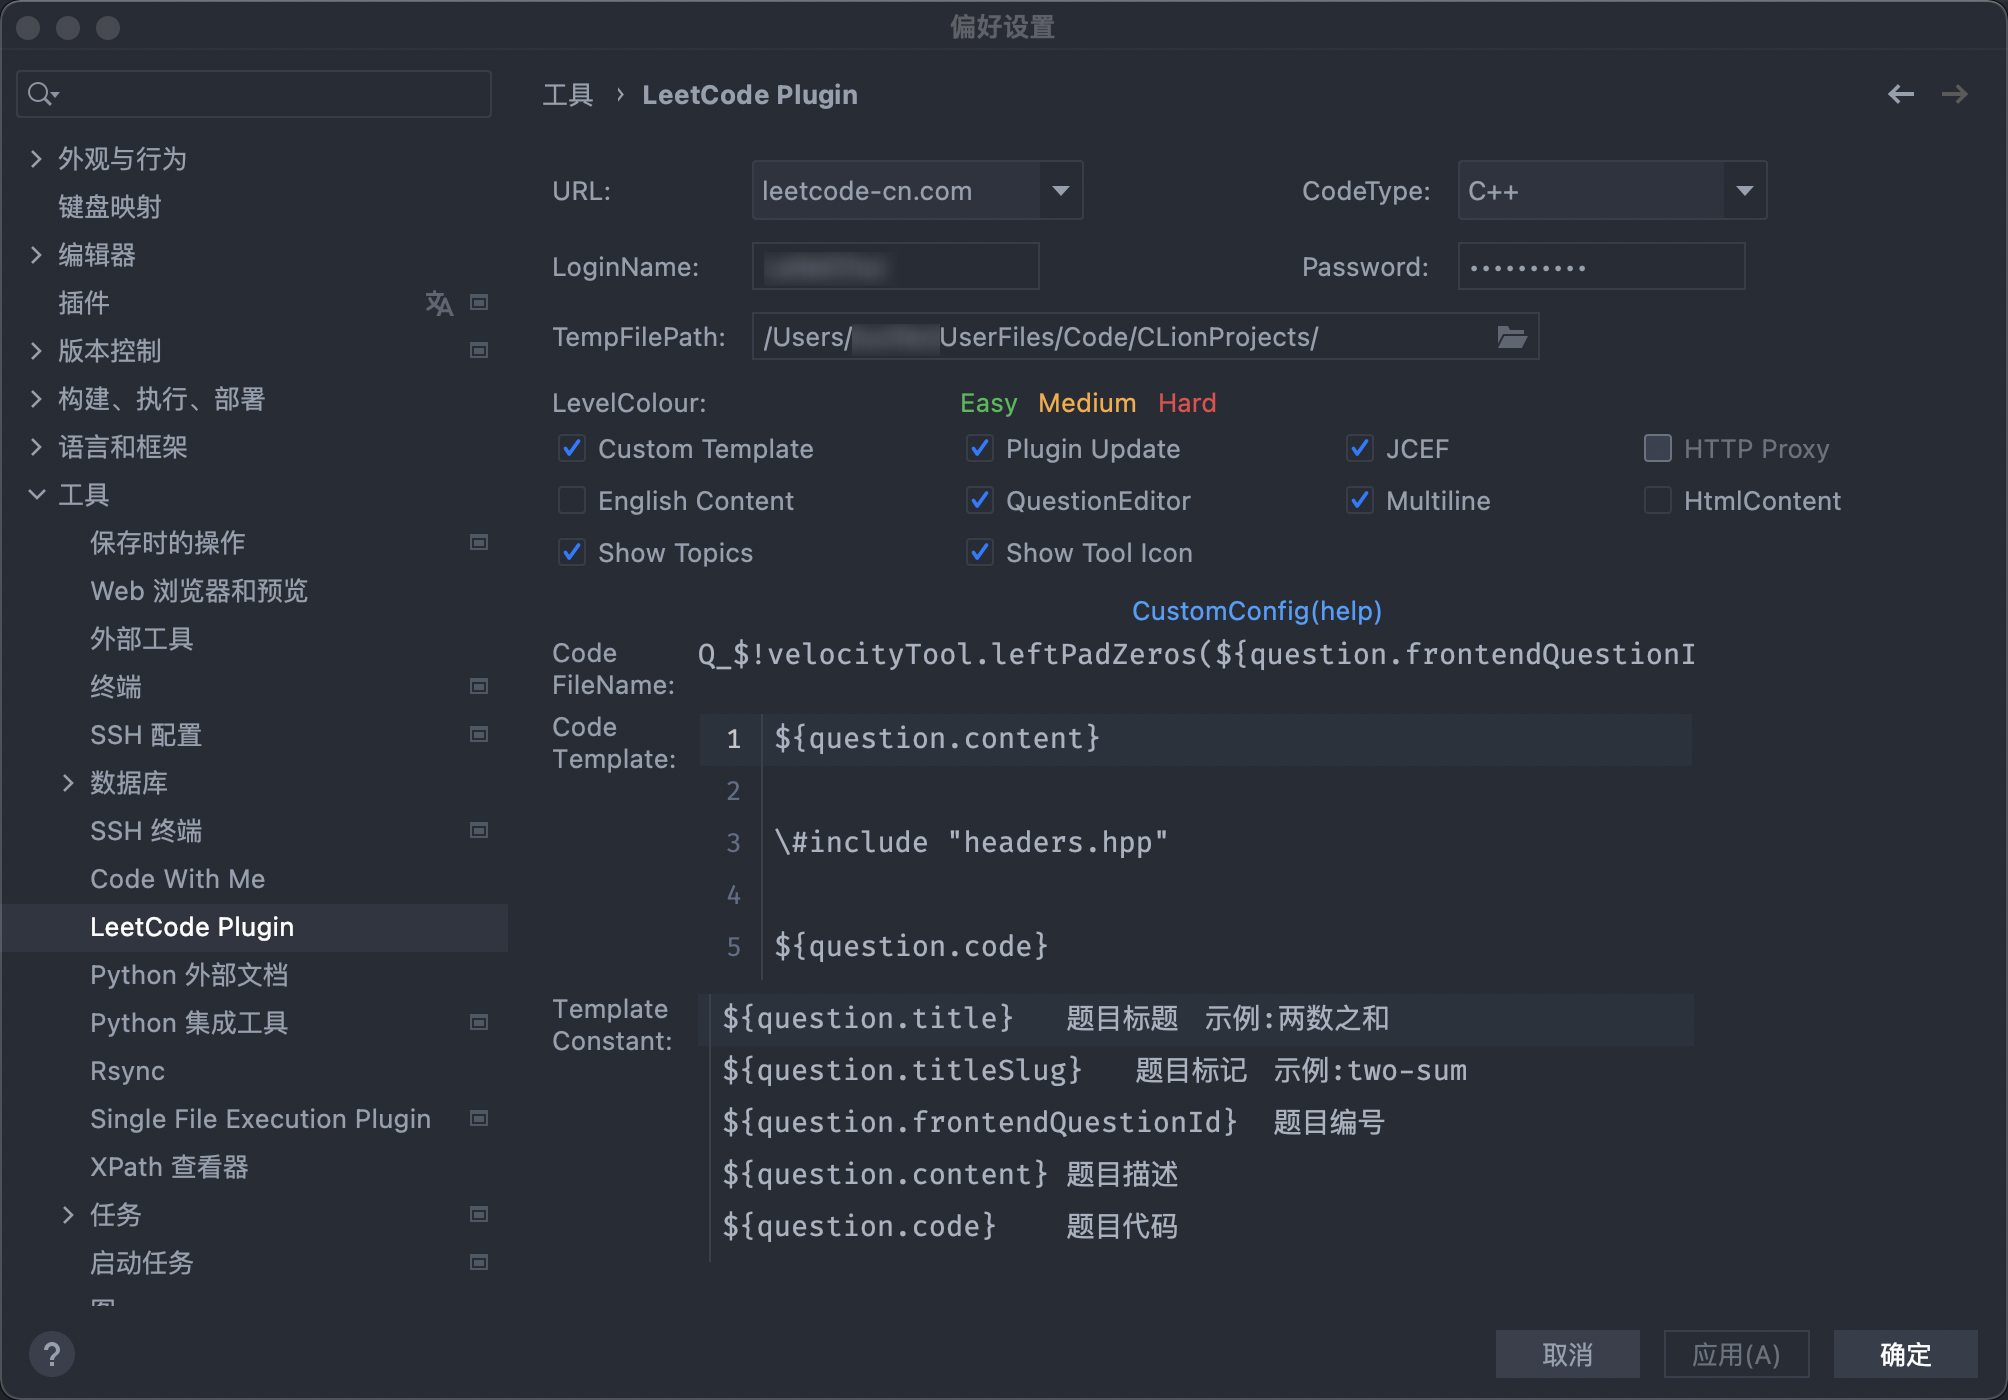 偏好设置
工具 › LeetCode Plugin
外观与行为
键盘映射
编辑器
插件
版本控制
构建、执行、部署
语言和框架
工具
保存时的操作
Web 浏览器和预览
外部工具
终端
SSH 配置
数据库
SSH 终端
Code With Me
LeetCode Plugin
Python 外部文档
Python 集成工具
Rsync
Single File Execution Plugin
XPath 查看器
任务
启动任务
URL: leetcode-cn.com CodeType: C++
LoginName: Password: ••••••••••
TempFilePath: /Users/ UserFiles/Code/CLionProjects/
LevelColour: Easy Medium Hard
Custom Template Plugin Update JCEF HTTP Proxy
English Content QuestionEditor Multiline HtmlContent
Show Topics Show Tool Icon
CustomConfig(help)
Code FileName: Q_$!velocityTool.leftPadZeros(${question.frontendQuestionI
Code Template:
1 ${question.content}
2
3 \#include "headers.hpp"
4
5 ${question.code}
Template Constant:
${question.title} 题目标题 示例:两数之和
${question.titleSlug} 题目标记 示例:two-sum
${question.frontendQuestionId} 题目编号
${question.content} 题目描述
${question.code} 题目代码
? 取消 应用(A) 确定